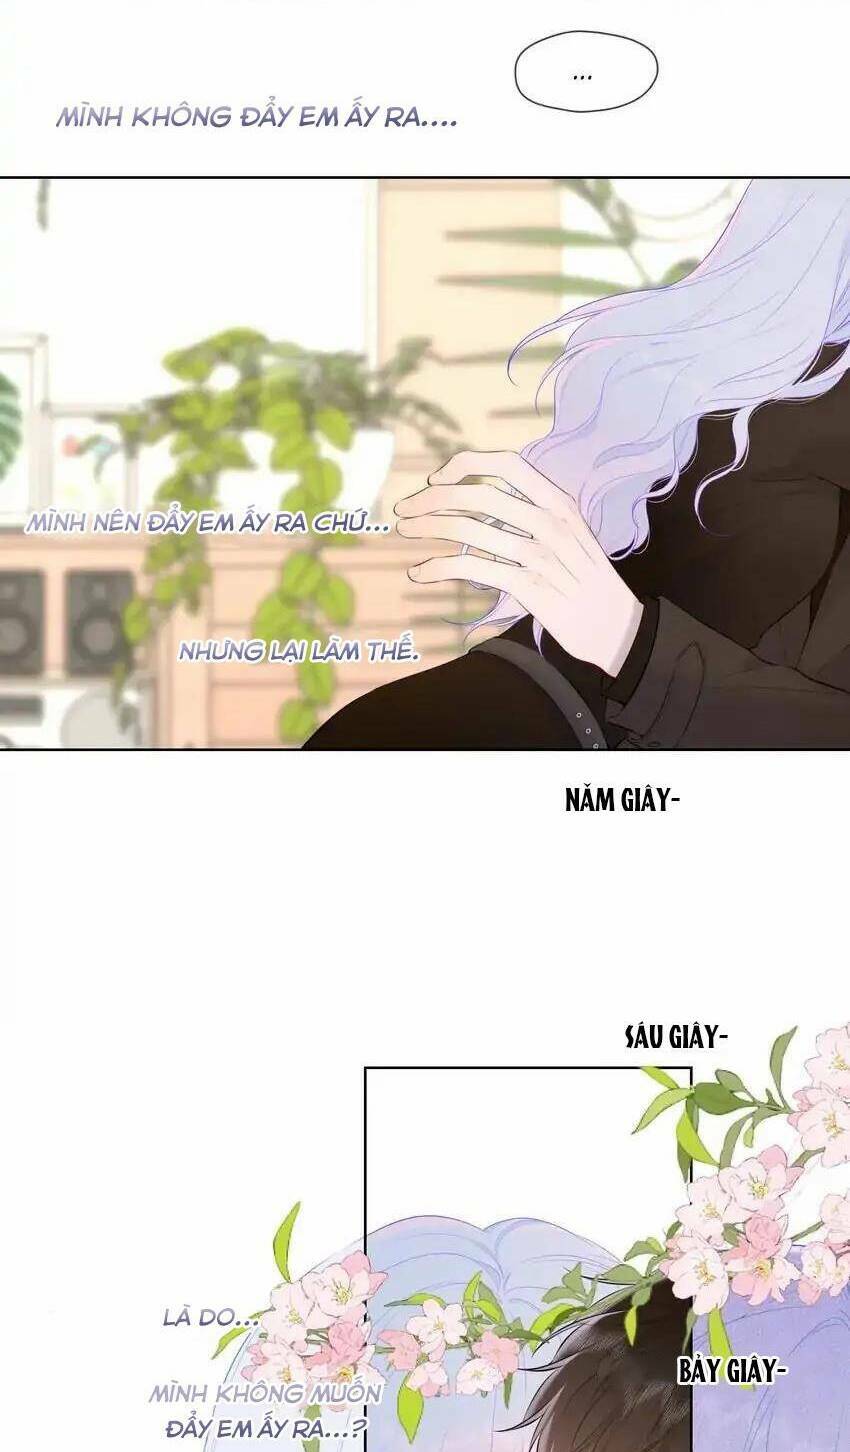 ...
MÌNH KHÔNG ĐẨY EM ẤY RA....
MÌNH NÊN ĐẨY EM ẤY RA CHỨ...
NHƯNG LẠI LÀM THẾ.
NĂM GIÂY-
SÁU GIÂY-
LÀ DO...
BẢY GIÂY-
MÌNH KHÔNG MUỐN
ĐẨY EM ẤY RA...?